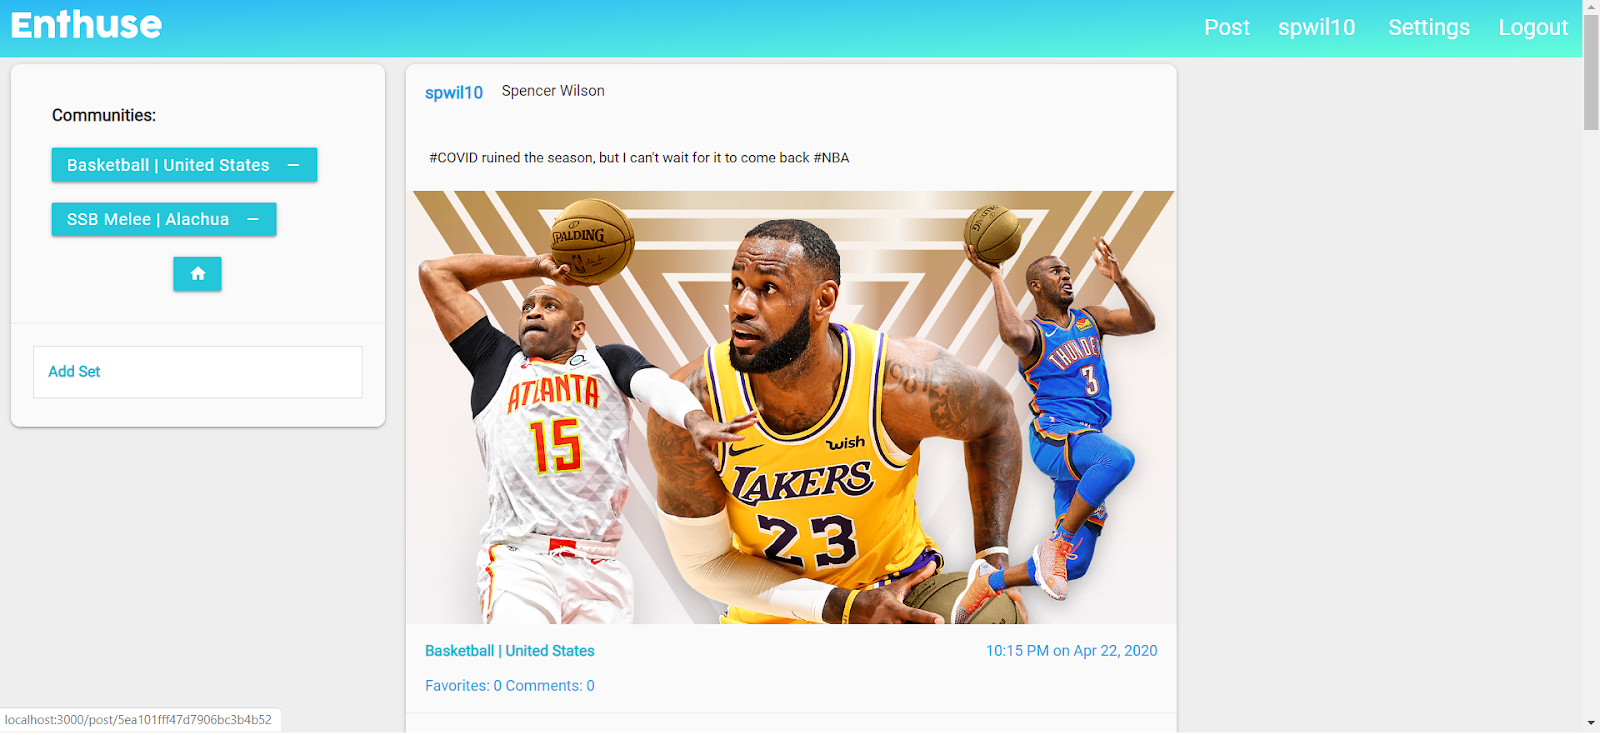 Enthuse
Post spwil10 Settings Logout
Communities:
Basketball | United States
SSB Melee | Alachua
Add Set
spwil10 Spencer Wilson
#COVID ruined the season, but I can't wait for it to come back #NBA
SPALDING
ATLANTA
15
wish
LAKERS
23
THUNDER
3
Basketball | United States
10:15 PM on Apr 22, 2020
Favorites: 0 Comments: 0
localhost:3000/post/5ea101fff47d7906bc3b4b52